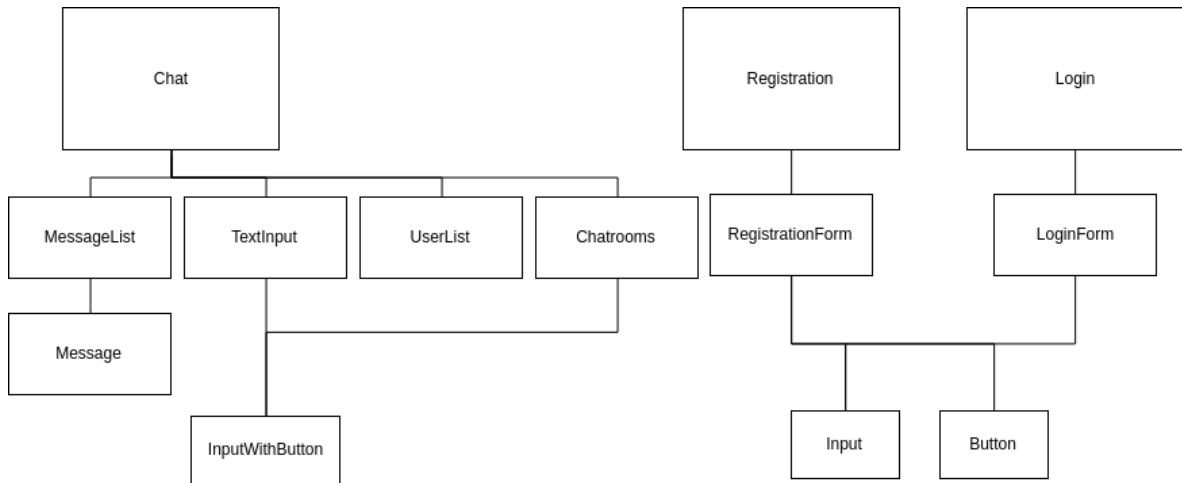 Chat
Registration
Login
MessageList
TextInput
UserList
Chatrooms
RegistrationForm
LoginForm
Message
InputWithButton
Input
Button